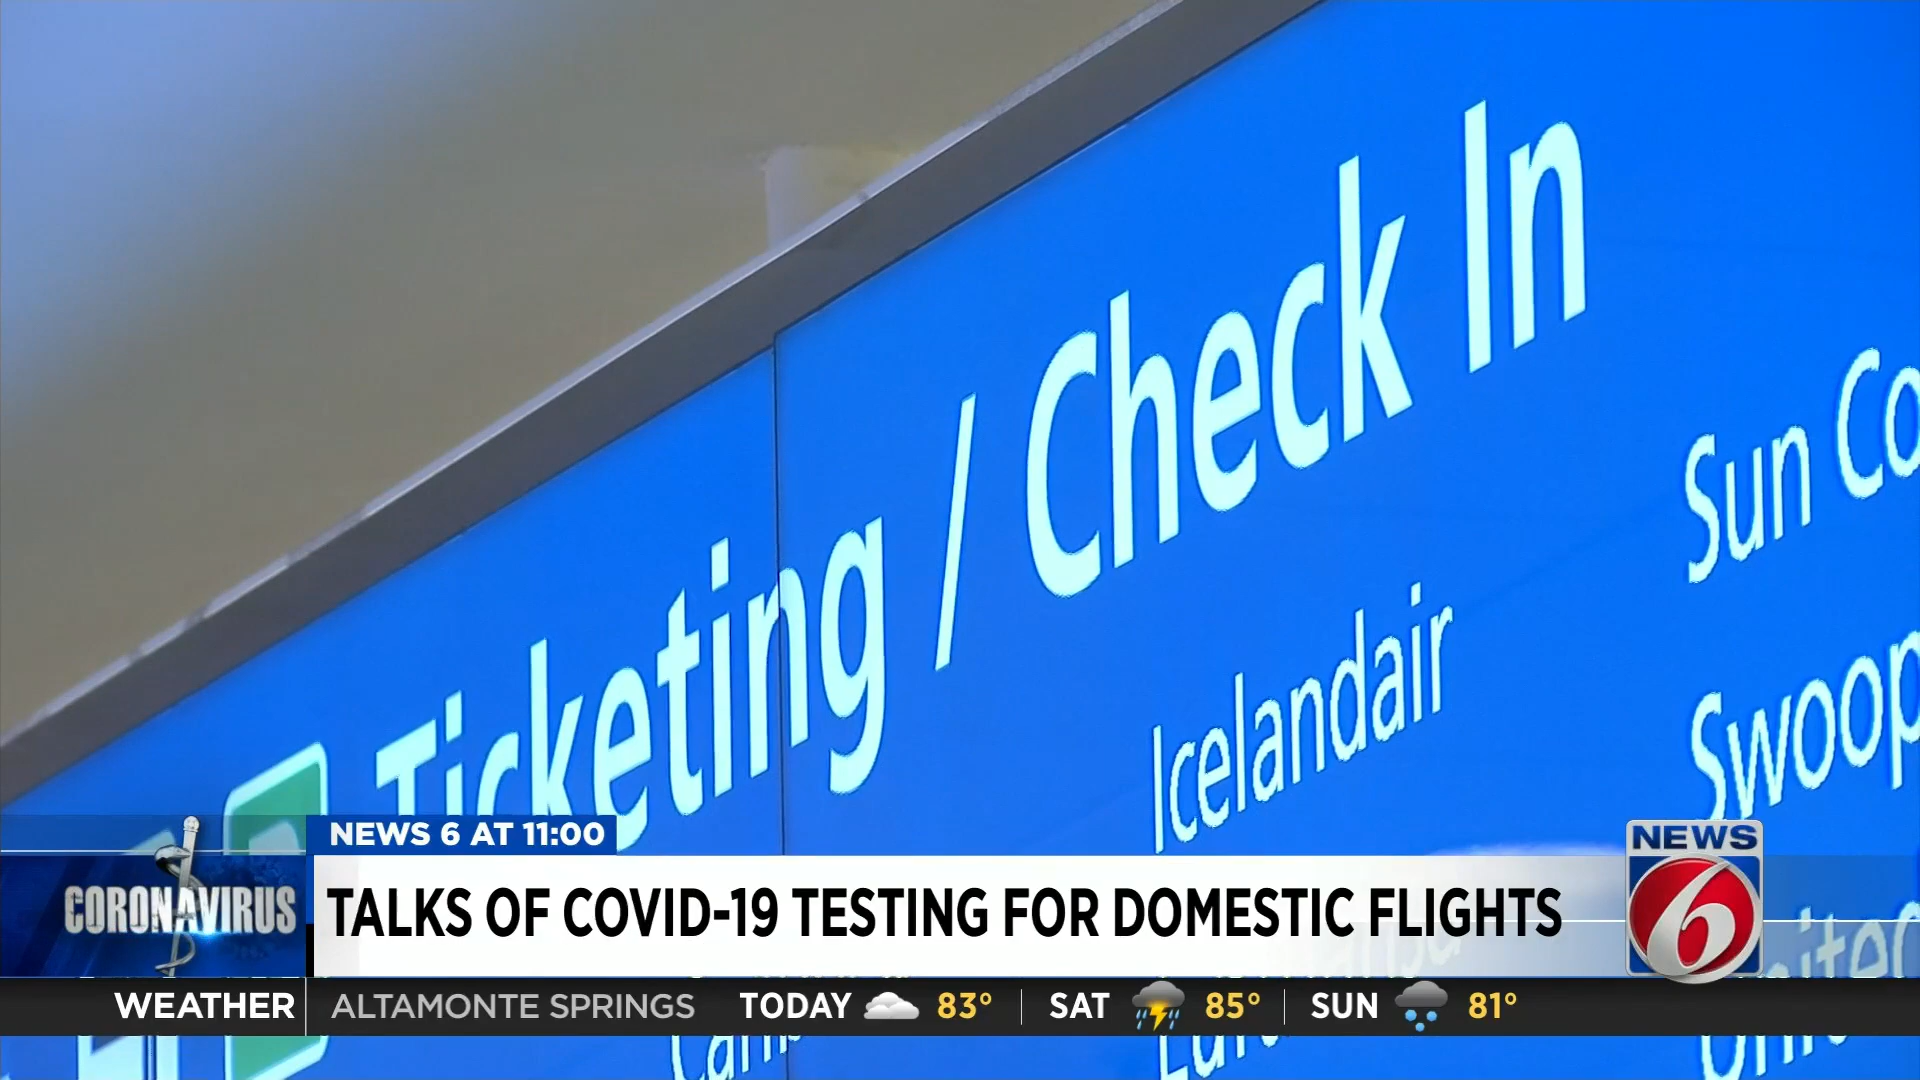 Ticketing / Check In
Sun Co
Icelandair
Swoop
NEWS 6 AT 11:00
CORONAVIRUS
TALKS OF COVID-19 TESTING FOR DOMESTIC FLIGHTS
NEWS
6
WEATHER
ALTAMONTE SPRINGS TODAY 83° SAT 85° SUN 81°